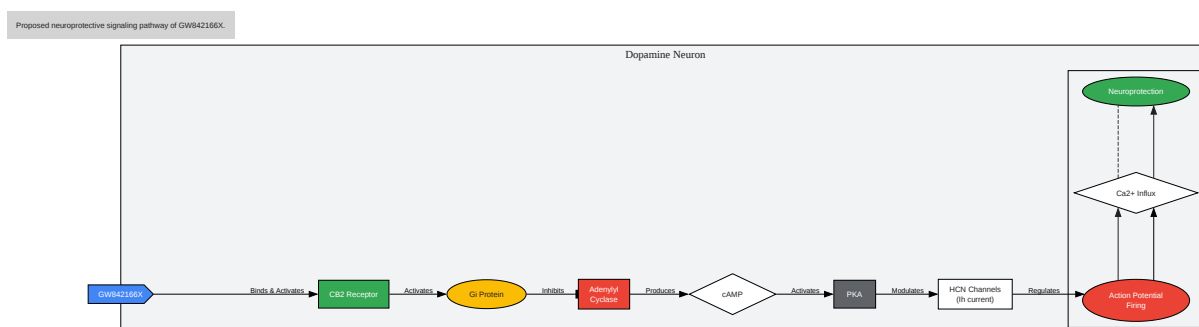 Proposed neuroprotective signaling pathway of GW842166X.
Dopamine Neuron
Neuroprotection
Ca2+ Influx
GW842166X
Binds & Activates
CB2 Receptor
Activates
Gi Protein
Inhibits
Adenylyl
Cyclase
Produces
cAMP
Activates
PKA
Modulates
HCN Channels
(Ih current)
Regulates
Action Potential
Firing